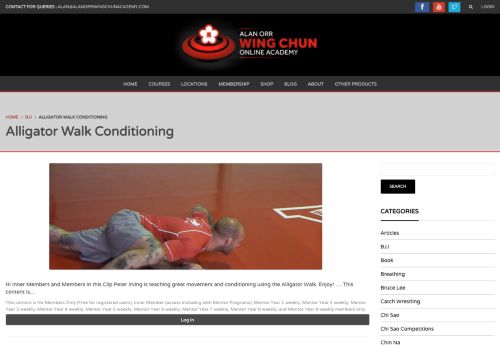 CONTACT FOR QUERIES : ALAN@ALANORRWINGCHUNACADEMY.COM
LOGIN
ALAN ORR
WING CHUN
ONLINE ACADEMY
HOME COURSES LOCATIONS MEMBERSHIP SHOP BLOG ABOUT OTHER PRODUCTS
HOME / BJJ / ALLIGATOR WALK CONDITIONING
Alligator Walk Conditioning
Hi Inner Members and Members In this Clip Peter Irving is teaching great movement and conditioning using the Alligator Walk. Enjoy! … This
content is…
This content is for Members Only (Free for registered users), Inner Member (access including with Mentor Programs), Mentor Year 1 weekly, Mentor Year 2 weekly, Mentor
Year 3 weekly, Mentor Year 4 weekly, Mentor Year 5 weekly, Mentor Year 6 weekly, Mentor Year 7 weekly, Mentor Year 8 weekly, and Mentor Year 9 weekly members only.
Log In
SEARCH
CATEGORIES
Articles
BJJ
Book
Breathing
Bruce Lee
Catch Wrestling
Chi Sao
Chi Sao Competitions
Chin Na